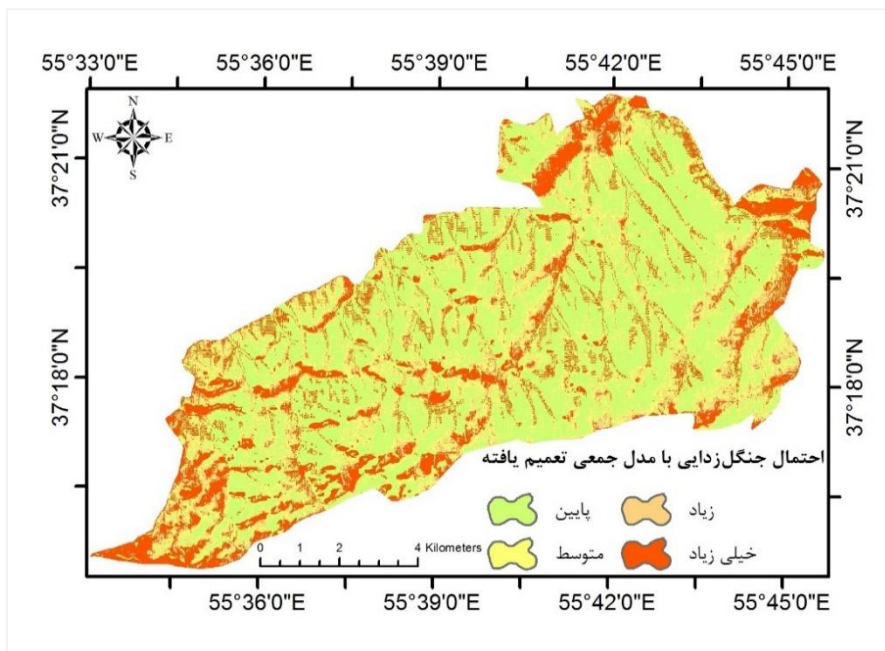 55°33'0"E 55°36'0"E 55°39'0"E 55°42'0"E 55°45'0"E
N
W E
S
37°21'0"N
37°21'0"N
37°18'0"N
37°18'0"N
احتمال جنگل‌زدایی با مدل جمعی تعمیم یافته
زیاد پایین
خیلی زیاد متوسط
0 1 2 4 Kilometers
55°36'0"E 55°39'0"E 55°42'0"E 55°45'0"E